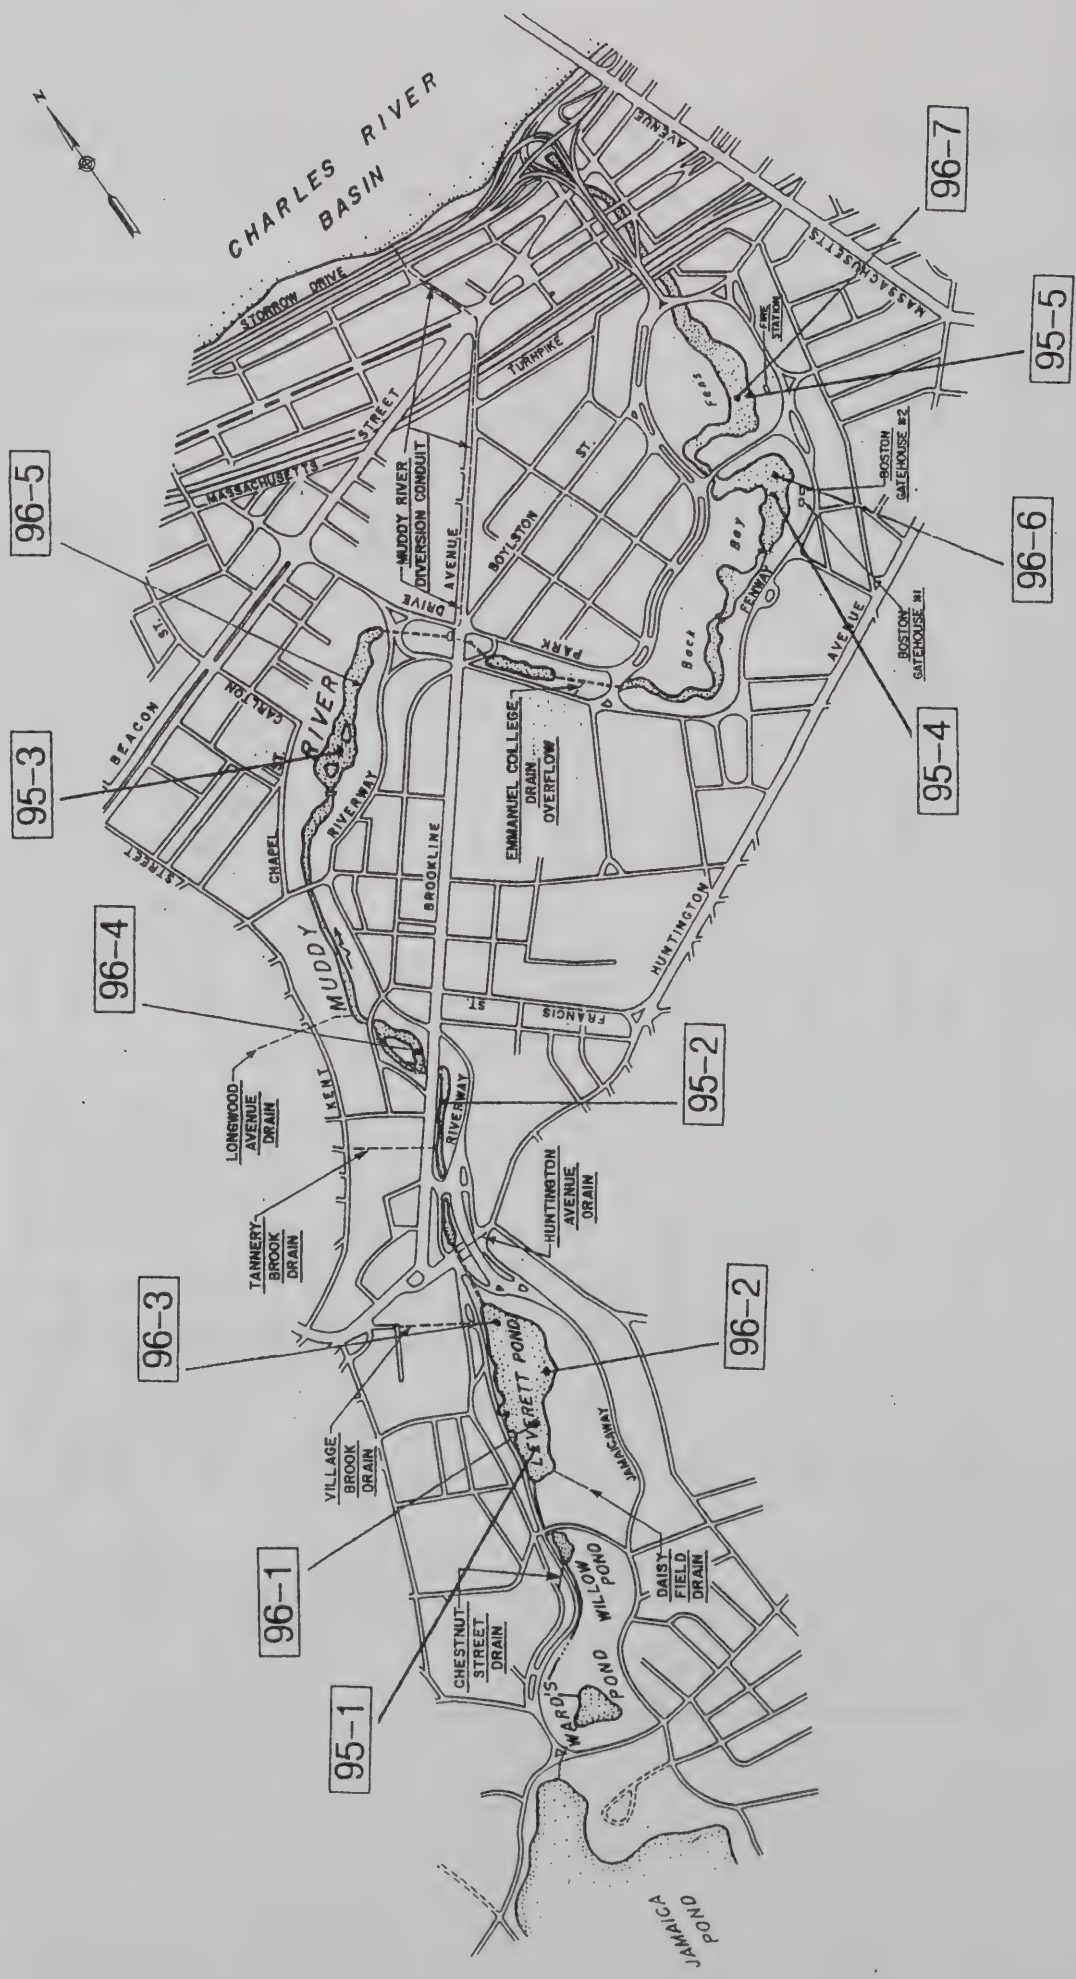 N
CHARLES RIVER
BASIN
STORROW DRIVE
AVENUE
MASSACHUSETTS
96-7
95-5
96-5
MASSACHUSETTS
TURNPIKE
STREET
FIRE
STATION
Fens
MUDDY RIVER
DIVERSION CONDUIT
AVENUE
BOYLSTON
ST.
BOSTON
GATEHOUSE #2
96-6
Back
Bay
FENWAY
PARK
DRIVE
BOSTON
GATEHOUSE #1
AVENUE
95-4
ST.
BEACON
CARLTON
ST.
RIVER
95-3
STREET
CHAPEL
RIVERWAY
BROOKLINE
EMMANUEL COLLEGE
DRAIN
OVERFLOW
HUNTINGTON
96-4
MUDDY
FRANCIS
ST.
KENT
LONGWOOD
AVENUE
DRAIN
95-2
RIVERWAY
TANNERY
BROOK
DRAIN
HUNTINGTON
AVENUE
DRAIN
96-3
96-2
LEVERETT POND
VILLAGE
BROOK
DRAIN
JAMAICAWAY
96-1
CHESTNUT
STREET
DRAIN
WILLOW
POND
DAISY
FIELD
DRAIN
95-1
WARD'S
POND
JAMAICA
POND